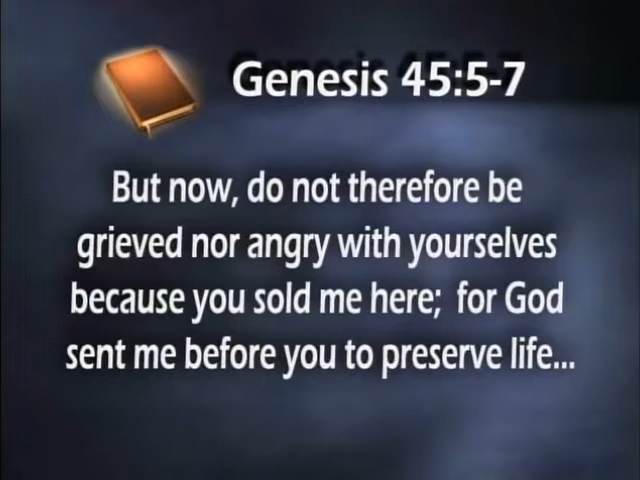 Genesis 45:5-7
But now, do not therefore be
grieved nor angry with yourselves
because you sold me here; for God
sent me before you to preserve life...